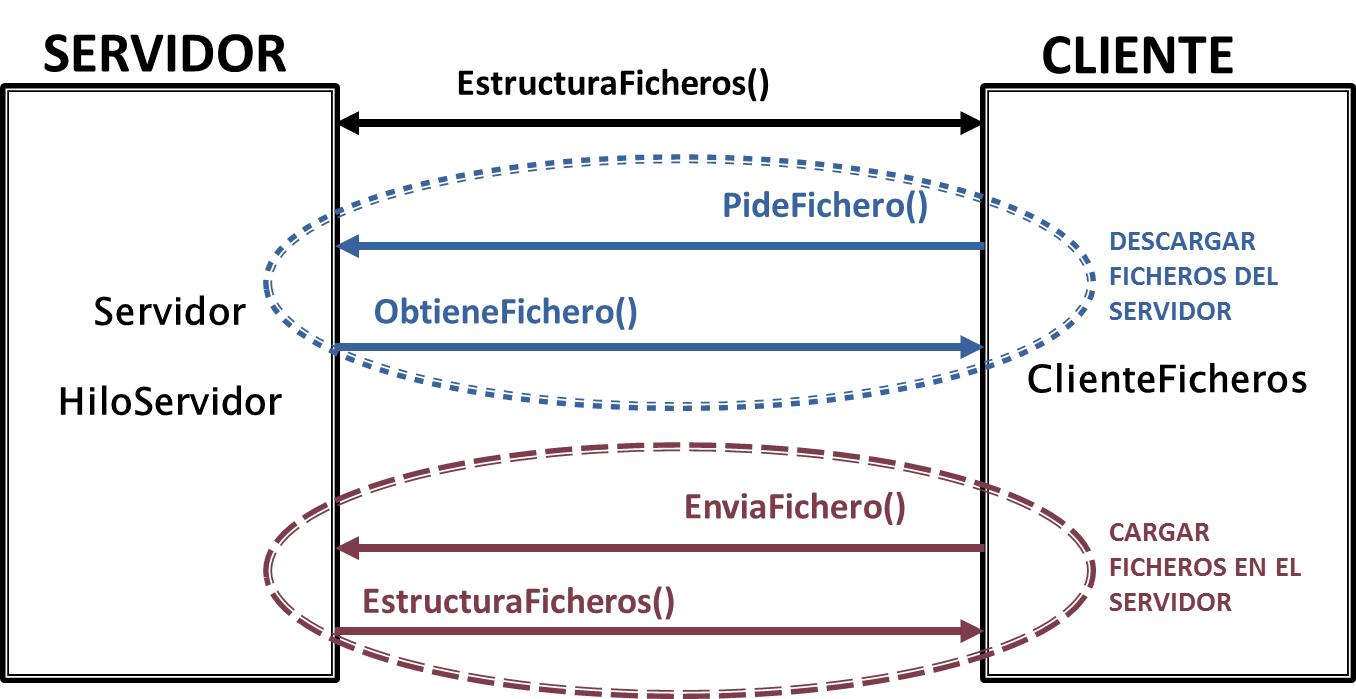 SERVIDOR
CLIENTE
EstructuraFicheros()
PideFichero()
DESCARGAR
FICHEROS DEL
SERVIDOR
Servidor
ObtieneFichero()
ClienteFicheros
HiloServidor
EnviaFichero()
CARGAR
FICHEROS EN EL
SERVIDOR
EstructuraFicheros()